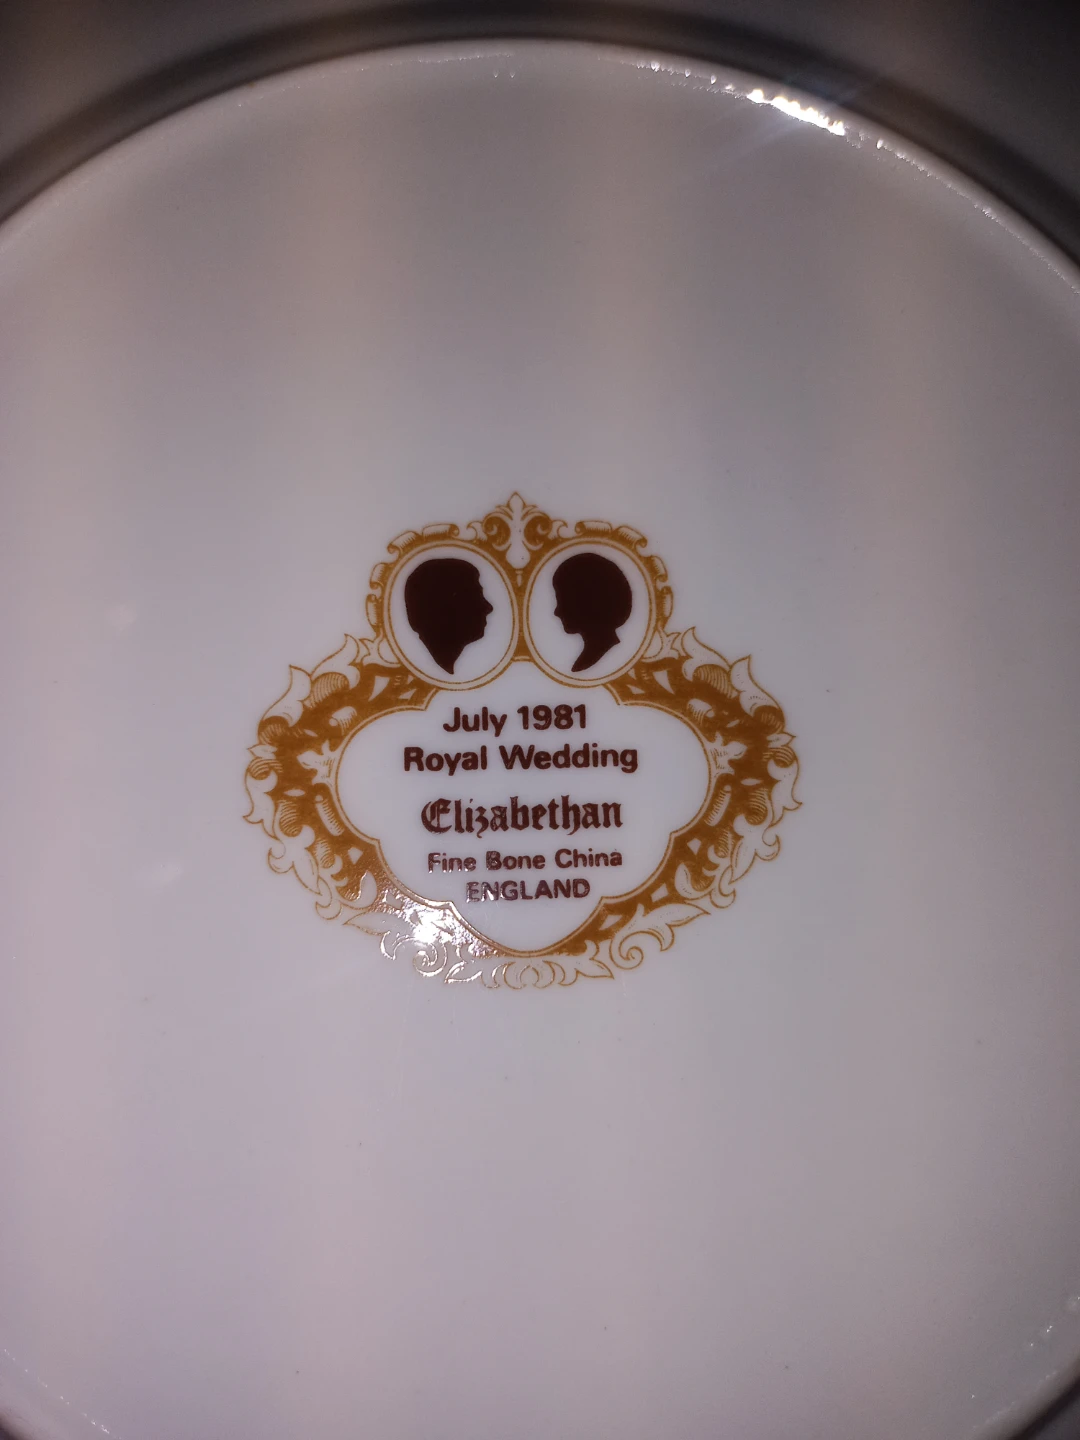 July 1981
Royal Wedding
Elizabethan
Fine Bone China
ENGLAND